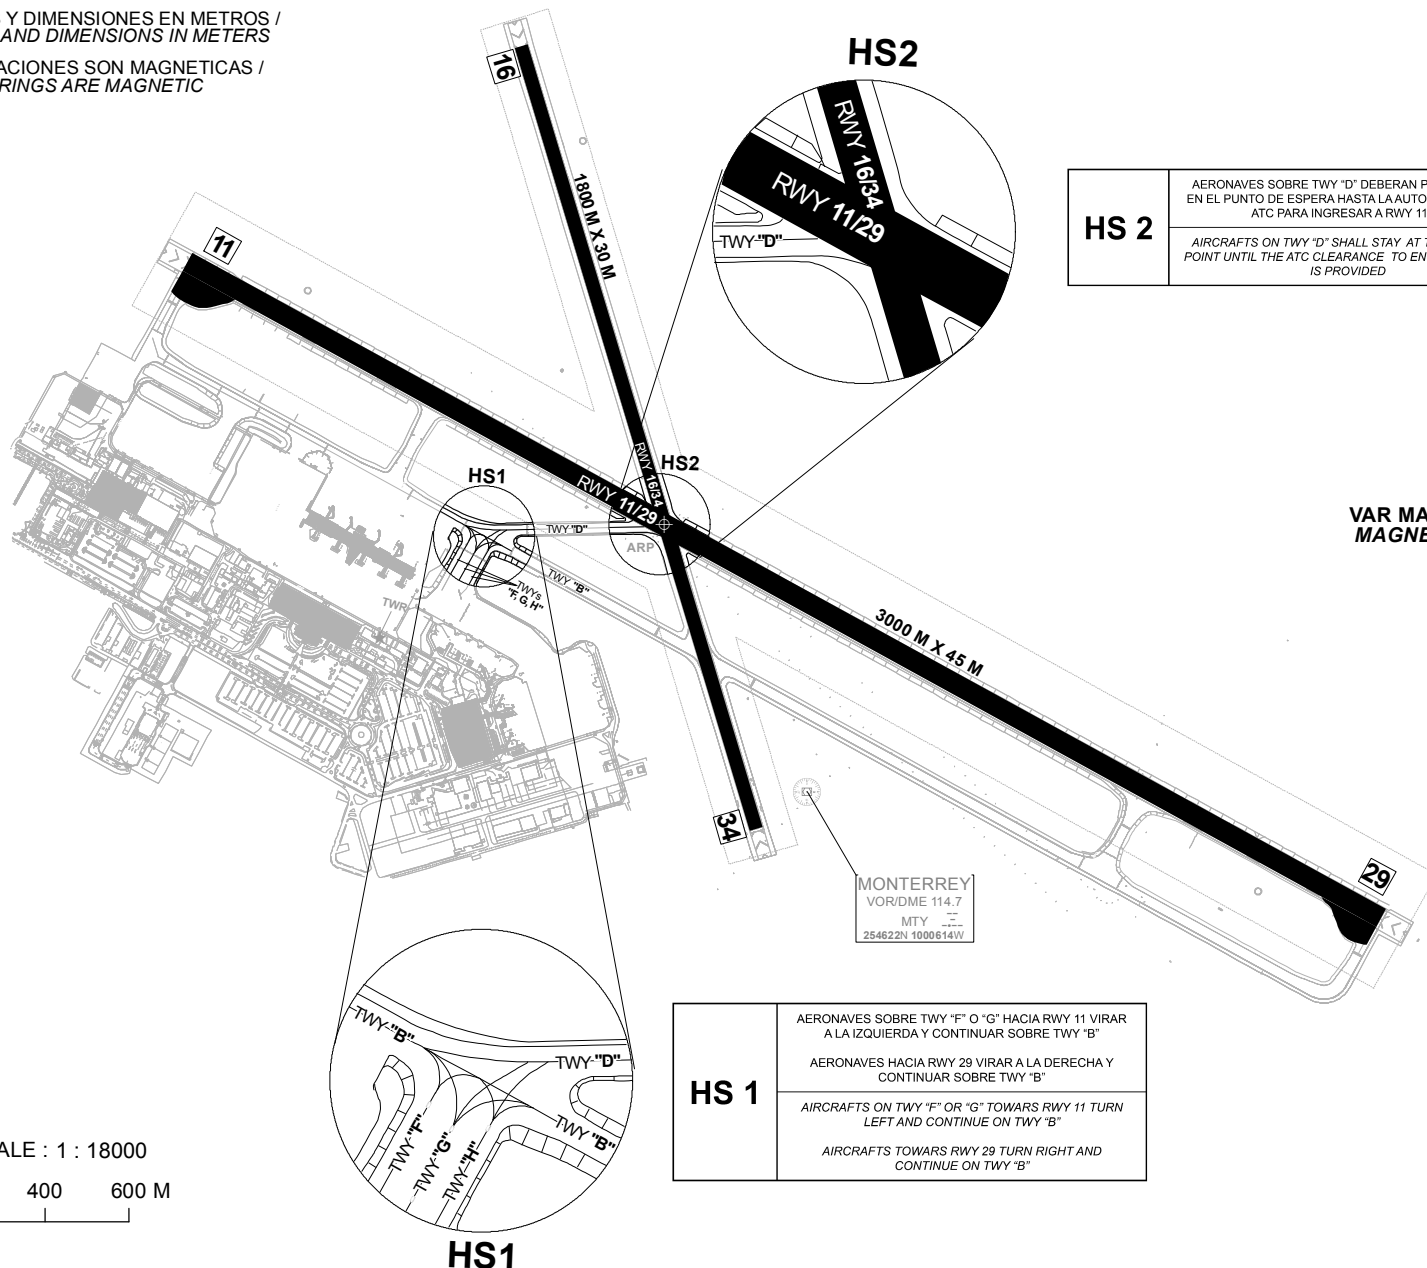 Y DIMENSIONES EN METROS /
AND DIMENSIONS IN METERS
ACIONES SON MAGNETICAS /
RINGS ARE MAGNETIC
16
1800 M X 30 M
11
HS2
RWY 16/34
RWY 11/29
TWY "D"
HS 2
AERONAVES SOBRE TWY "D" DEBERAN P
EN EL PUNTO DE ESPERA HASTA LA AUTO
ATC PARA INGRESAR A RWY 11
AIRCRAFTS ON TWY "D" SHALL STAY AT
POINT UNTIL THE ATC CLEARANCE TO EN
IS PROVIDED
HS1
HS2
RWY 16/34
RWY 11/29
TWY "D"
ARP
TWY "B"
TWYs
"F, G, H"
TWR
VAR MA
MAGNE
3000 M X 45 M
34
29
MONTERREY
VOR/DME 114.7
MTY
254622N 1000614W
TWY "B"
TWY "D"
TWY "B"
TWY "F"
TWY "G"
TWY "H"
HS1
HS 1
AERONAVES SOBRE TWY "F" O "G" HACIA RWY 11 VIRAR
A LA IZQUIERDA Y CONTINUAR SOBRE TWY "B"
AERONAVES HACIA RWY 29 VIRAR A LA DERECHA Y
CONTINUAR SOBRE TWY "B"
AIRCRAFTS ON TWY "F" OR "G" TOWARS RWY 11 TURN
LEFT AND CONTINUE ON TWY "B"
AIRCRAFTS TOWARS RWY 29 TURN RIGHT AND
CONTINUE ON TWY "B"
ALE : 1 : 18000
400 600 M